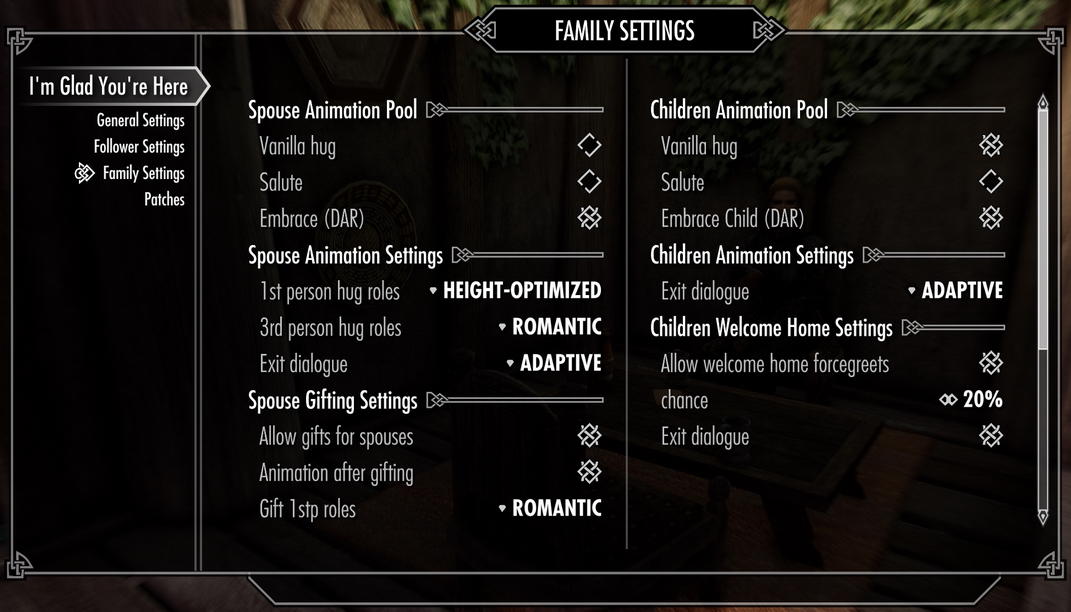 FAMILY SETTINGS
I'm Glad You're Here
General Settings
Follower Settings
Family Settings
Patches
Spouse Animation Pool
Vanilla hug
Salute
Embrace (DAR)
Spouse Animation Settings
1st person hug roles HEIGHT-OPTIMIZED
3rd person hug roles ROMANTIC
Exit dialogue ADAPTIVE
Spouse Gifting Settings
Allow gifts for spouses
Animation after gifting
Gift 1stp roles ROMANTIC
Children Animation Pool
Vanilla hug
Salute
Embrace Child (DAR)
Children Animation Settings
Exit dialogue ADAPTIVE
Children Welcome Home Settings
Allow welcome home forcegreets
chance 20%
Exit dialogue